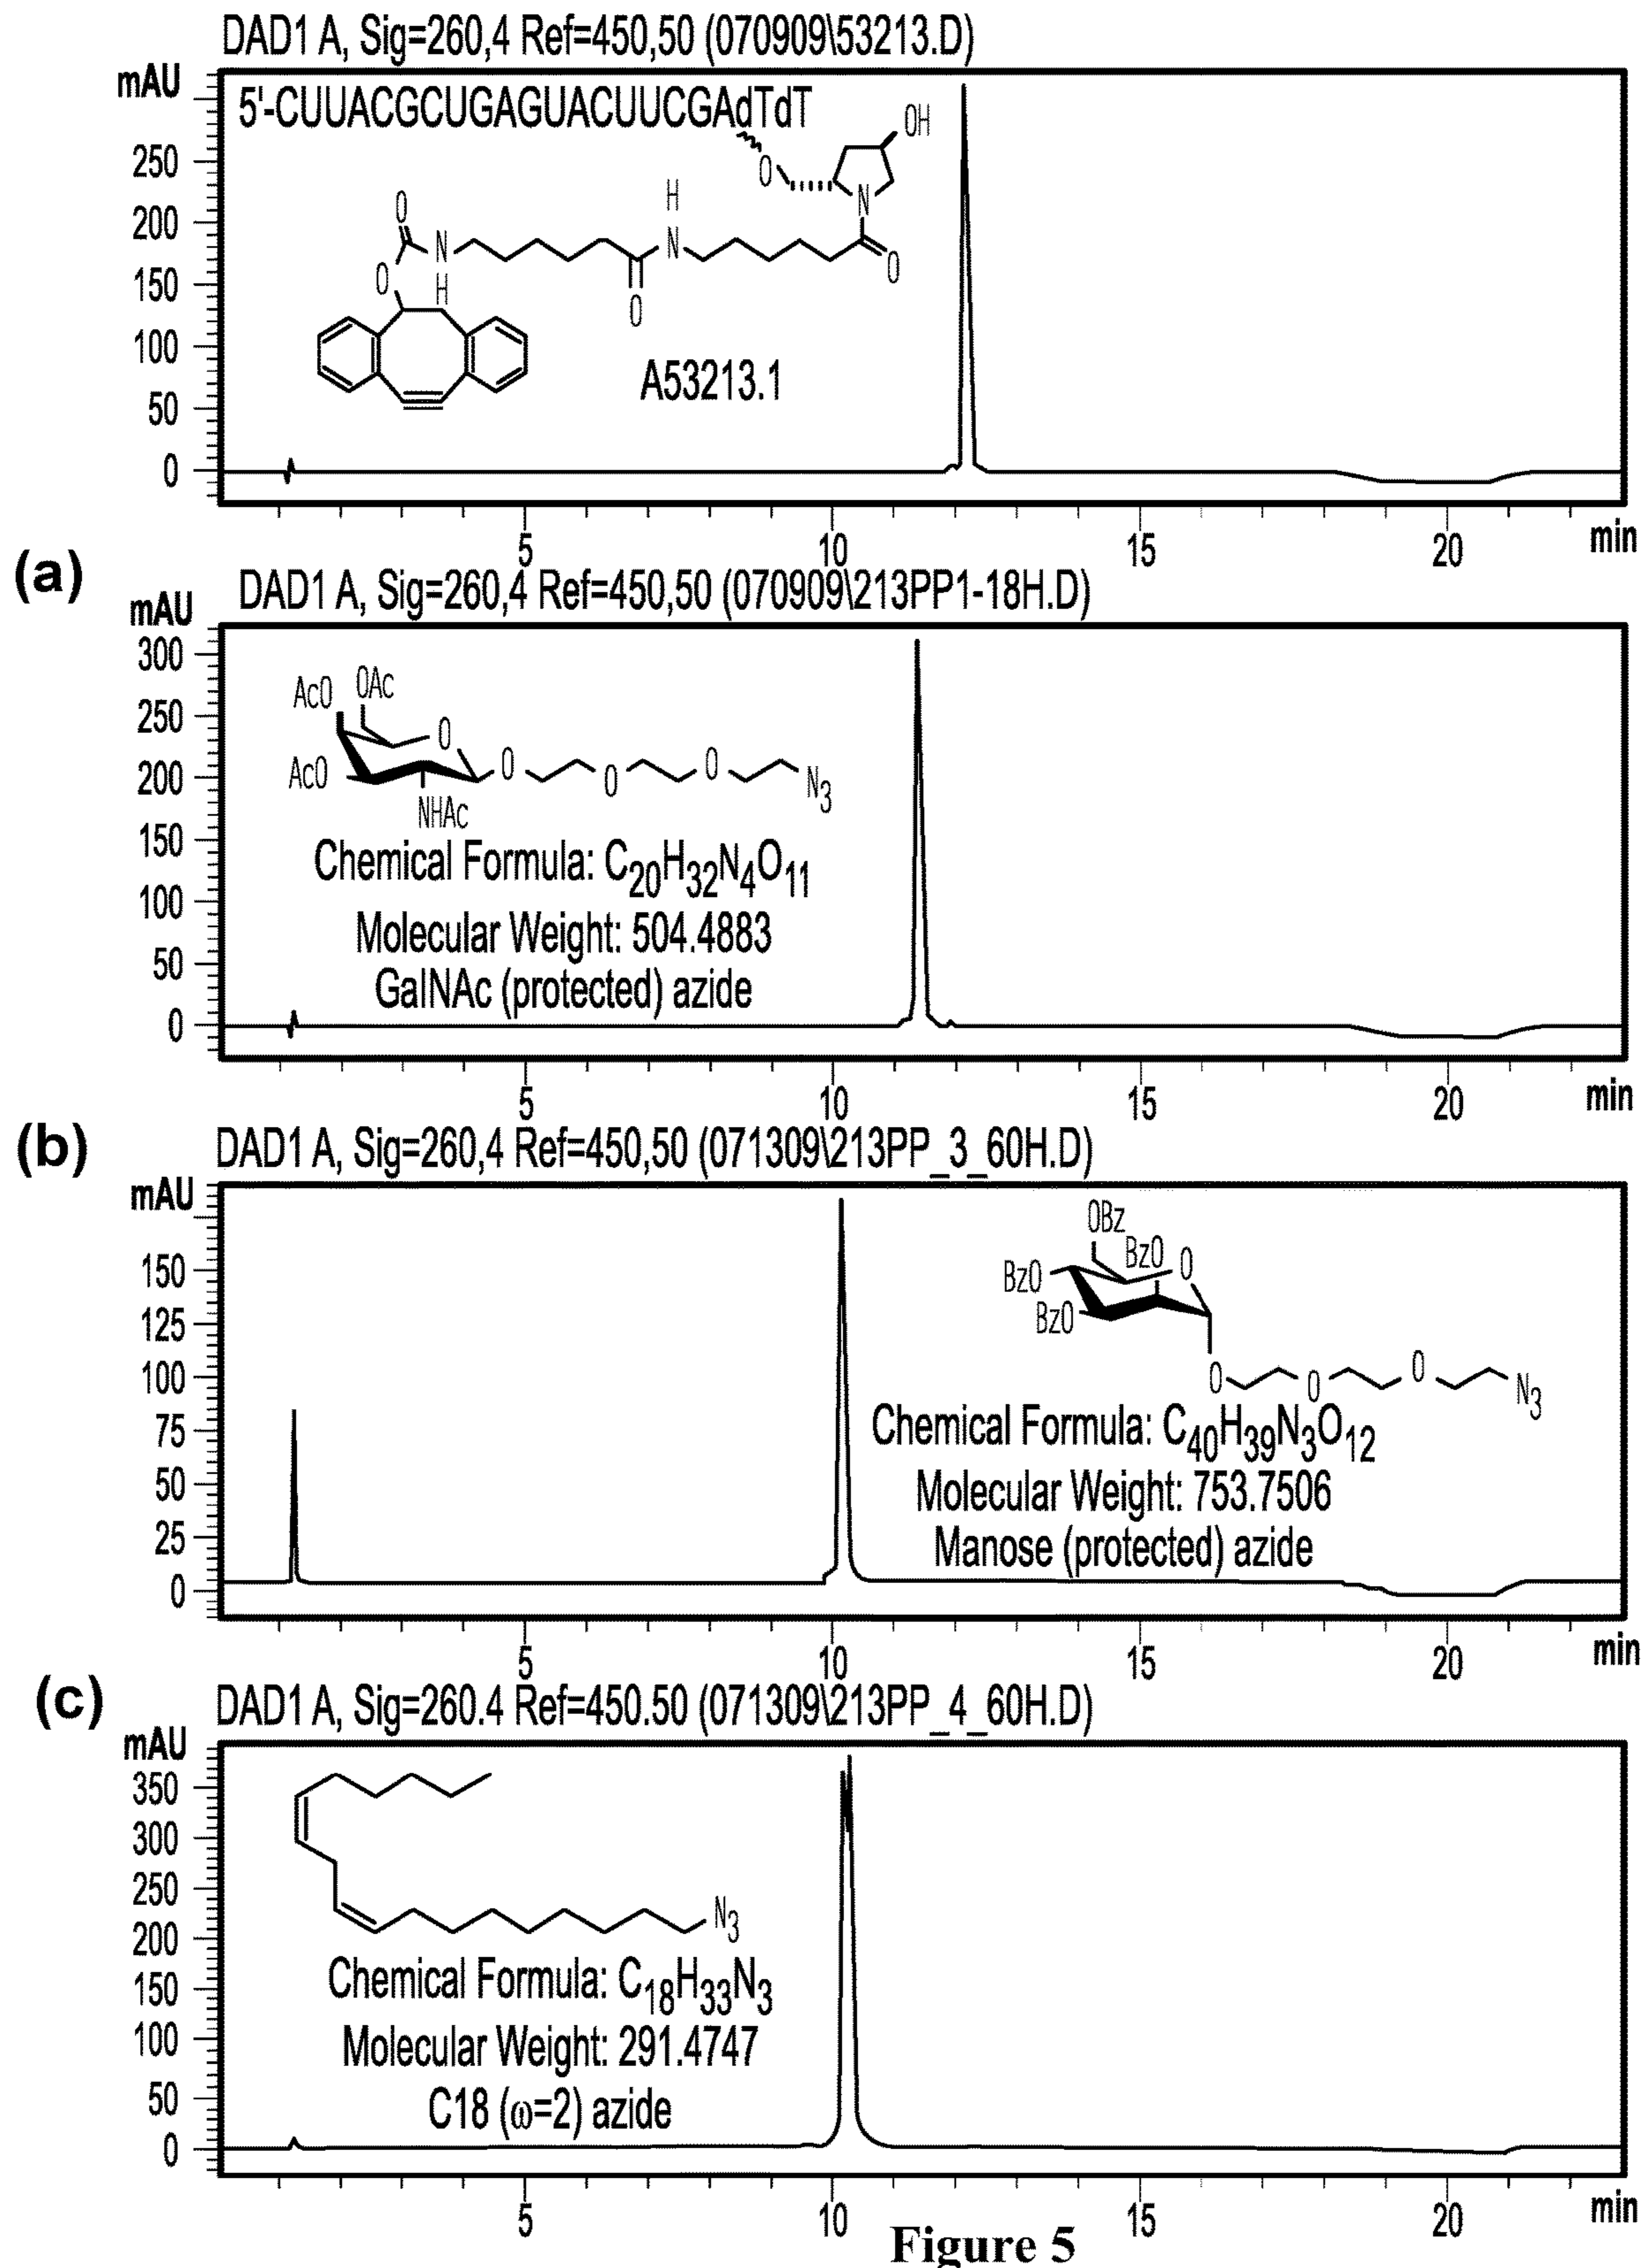 DAD1 A, Sig=260,4 Ref=450,50 (070909\53213.D)
mAU
5'-CUUACGCUGAGUACUUCGAdTdT
OH
O
N
H
O
N
N
O
O
H
O
A53213.1
250
200
150
100
50
0
5
10
15
20
min
(a)
DAD1 A, Sig=260,4 Ref=450,50 (070909\213PP1-18H.D)
mAU
300
250
200
150
100
50
0
AcO
OAc
O
AcO
O
O
O
N3
NHAc
Chemical Formula: C20H32N4O11
Molecular Weight: 504.4883
GalNAc (protected) azide
5
10
15
20
min
(b)
DAD1 A, Sig=260,4 Ref=450,50 (071309\213PP_3_60H.D)
mAU
150
125
100
75
50
25
0
OBz
BzO
O
BzO
BzO
O
O
O
N3
Chemical Formula: C40H39N3O12
Molecular Weight: 753.7506
Manose (protected) azide
5
10
15
20
min
(c)
DAD1 A, Sig=260.4 Ref=450.50 (071309\213PP_4_60H.D)
mAU
350
300
250
200
150
100
50
0
N3
Chemical Formula: C18H33N3
Molecular Weight: 291.4747
C18 (ω=2) azide
5
10
15
20
min
Figure 5